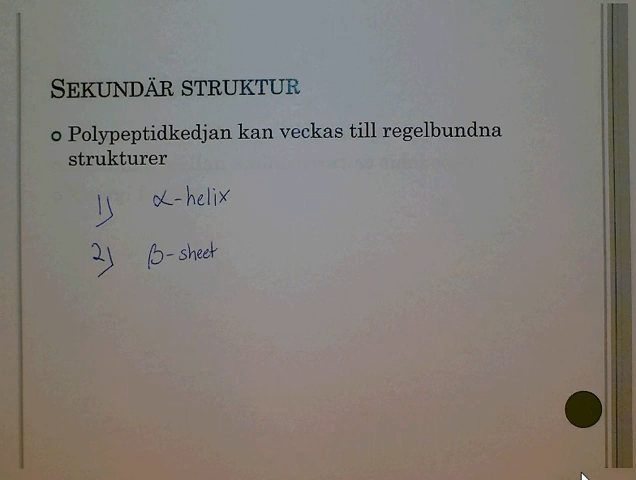 SEKUNDÄR STRUKTUR
Polypeptidkedjan kan veckas till regelbundna
strukturer
1) α-helix
2) β-sheet